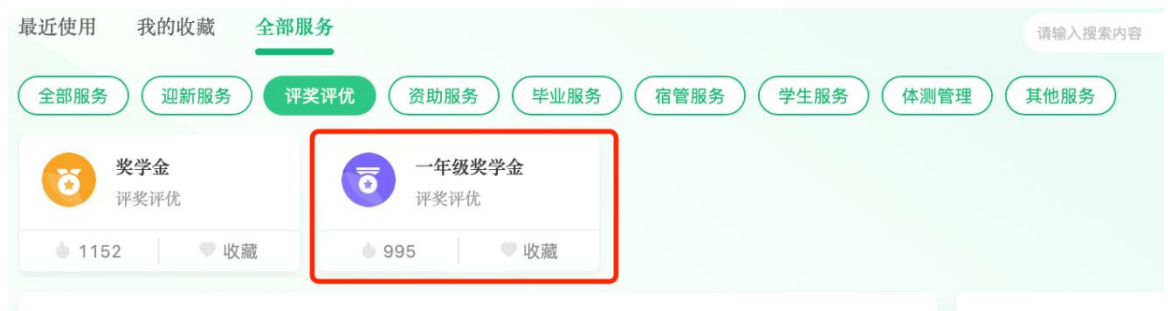 最近使用 我的收藏 全部服务 请输入搜索内容
全部服务 迎新服务 评奖评优 资助服务 毕业服务 宿管服务 学生服务 体测管理 其他服务
奖学金 一年级奖学金
评奖评优 评奖评优
1152 收藏 995 收藏